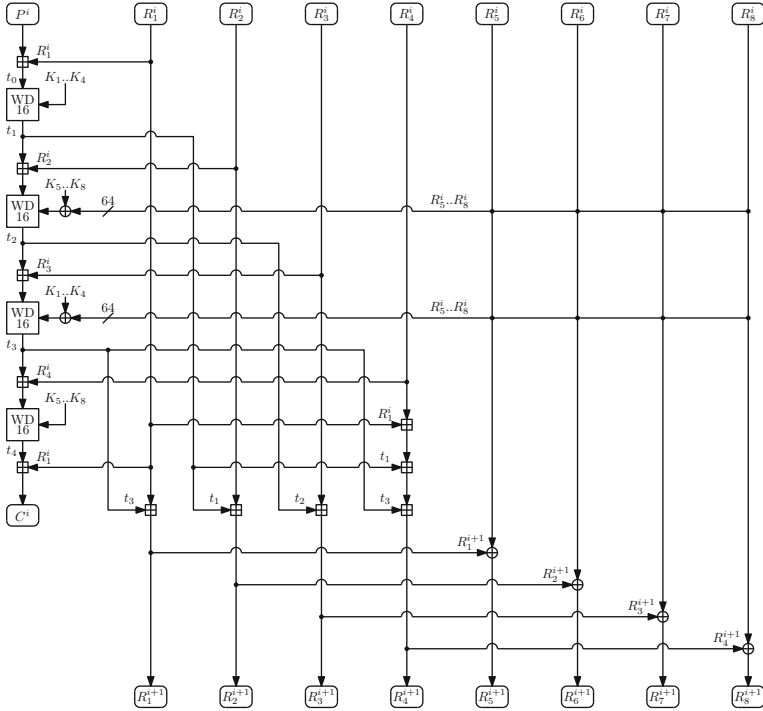 P^i R_1^i R_2^i R_3^i R_4^i R_5^i R_6^i R_7^i R_8^i
R_1^i
t_0 K_1..K_4
WD
16
t_1
R_2^i
K_5..K_8
64 R_5^i..R_8^i
WD
16
t_2
R_3^i
K_1..K_4
64 R_5^i..R_8^i
WD
16
t_3
R_4^i
K_5..K_8
WD R_1^i
16
t_4 R_1^i t_1
t_3 t_1 t_2 t_3
C^i
R_1^{i+1}
R_2^{i+1}
R_3^{i+1}
R_4^{i+1}
R_1^{i+1} R_2^{i+1} R_3^{i+1} R_4^{i+1} R_5^{i+1} R_6^{i+1} R_7^{i+1} R_8^{i+1}